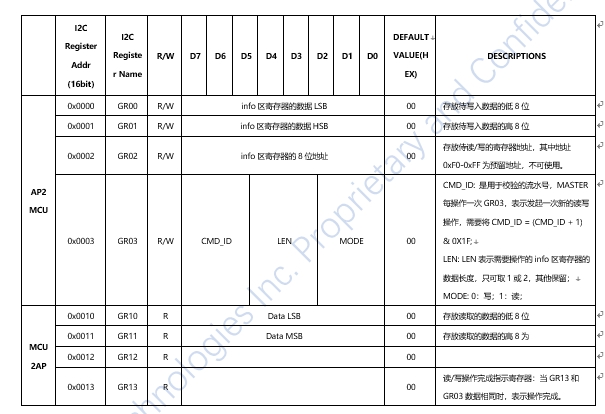 I2C Register Addr (16bit) I2C Registe r Name R/W D7 D6 D5 D4 D3 D2 D1 D0 DEFAULT VALUE(H EX) DESCRIPTIONS
AP2 MCU
0x0000 GR00 R/W info 区寄存器的数据 LSB 00 存放待写入数据的低 8 位
0x0001 GR01 R/W info 区寄存器的数据 HSB 00 存放待写入数据的高 8 位
0x0002 GR02 R/W info 区寄存器的 8 位地址 00 存放待读/写的寄存器地址，其中地址
0xF0-0xFF 为预留地址，不可使用。
0x0003 GR03 R/W CMD_ID LEN MODE 00
CMD_ID: 是用于校验的流水号，MASTER
每操作一次 GR03，表示发起一次新的读写
操作，需要将 CMD_ID = (CMD_ID + 1)
& 0X1F;
LEN: LEN 表示需要操作的 info 区寄存器的
数据长度，只可取 1 或 2，其他保留；
MODE: 0：写；1：读；
MCU 2AP
0x0010 GR10 R Data LSB 00 存放读取的数据的低 8 位
0x0011 GR11 R Data MSB 00 存放读取的数据的高 8 为
0x0012 GR12 R 00
0x0013 GR13 R 00 读/写操作完成指示寄存器：当 GR13 和
GR03 数据相同时，表示操作完成。
hnologies Inc. Proprietary and Confide